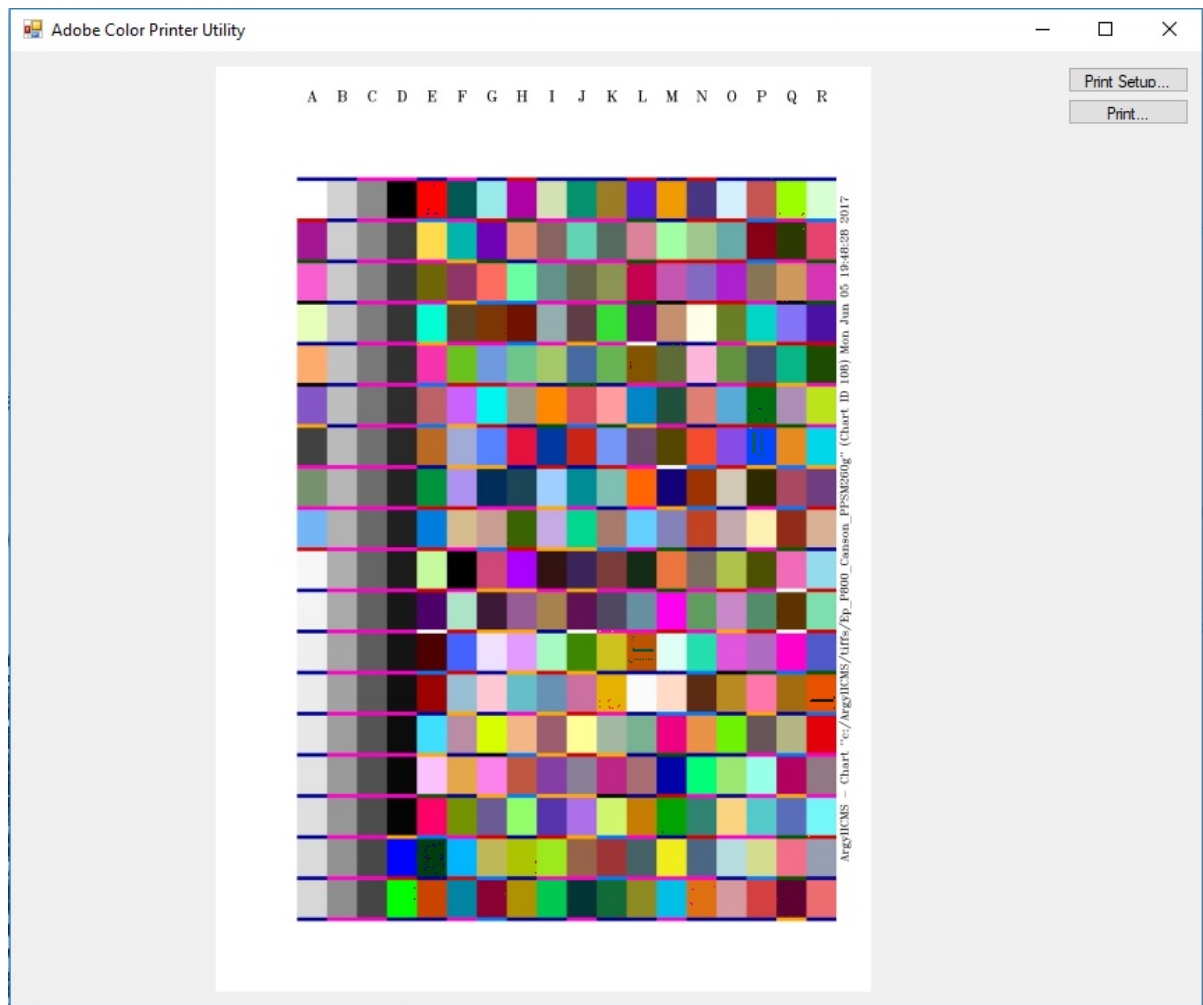 Adobe Color Printer Utility
Print Setup...
Print...
A B C D E F G H I J K L M N O P Q R
ArgyllCMS - Chart "c:/ArgyllCMS/tiffs/Ep_P800_Canson_PPSM260g" (Chart ID 108) Mon Jun 05 19:48:28 2017